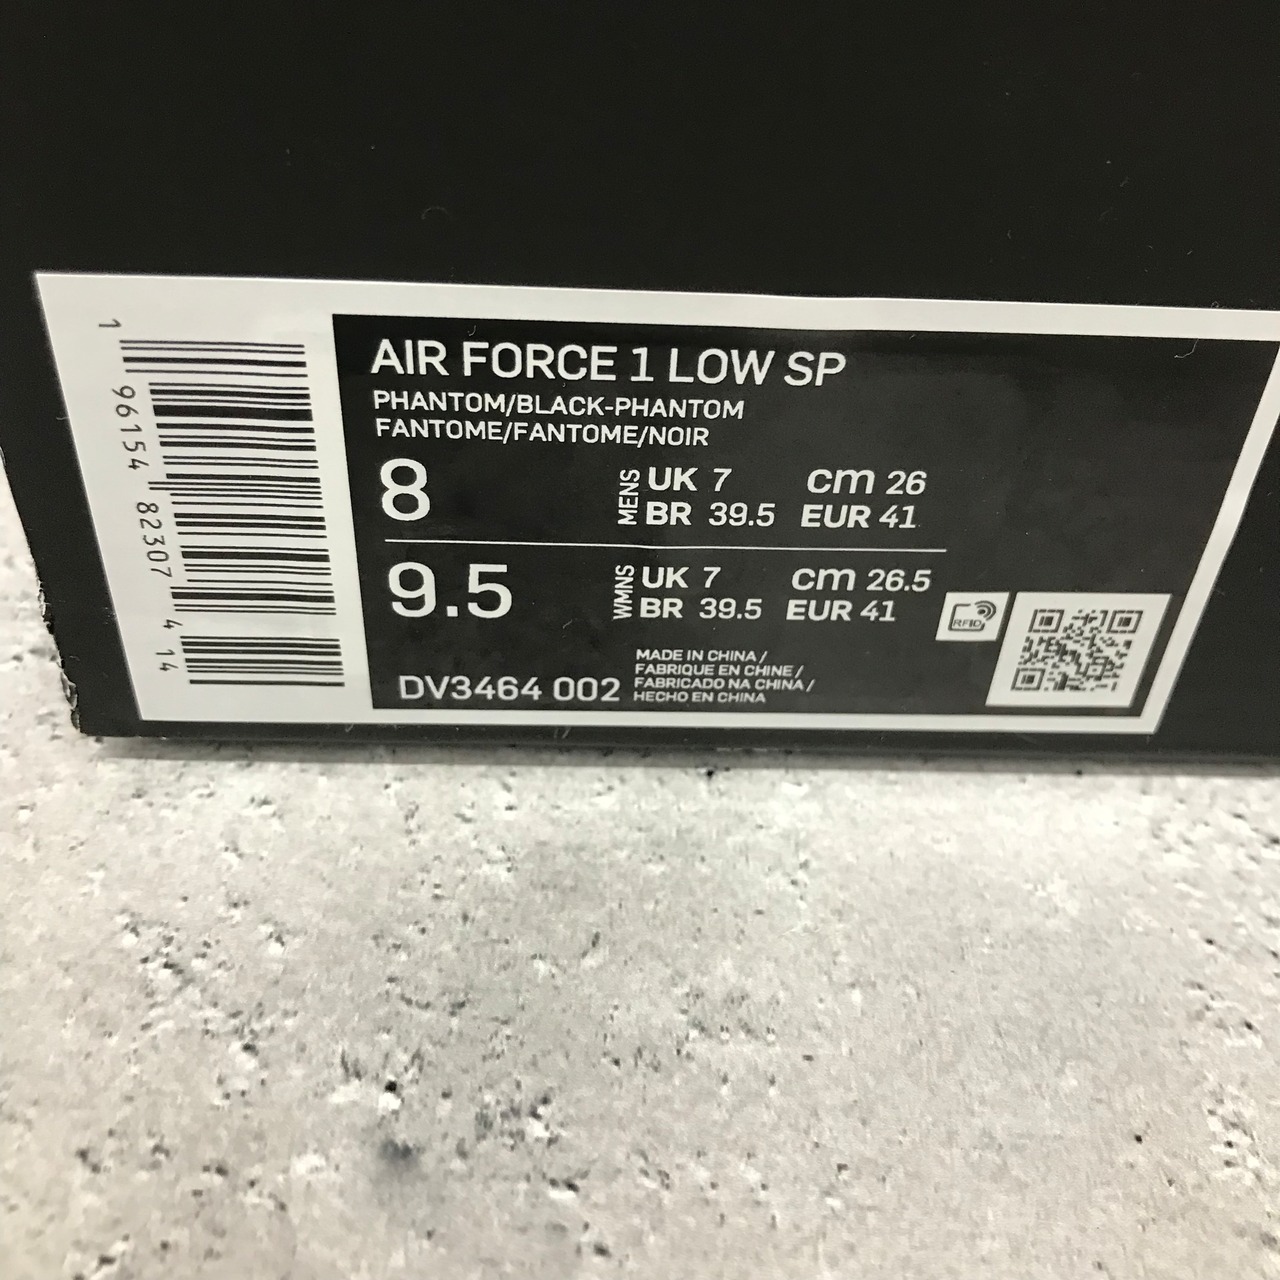 AIR FORCE 1 LOW SP
PHANTOM/BLACK-PHANTOM
FANTOME/FANTOME/NOIR
8 MENS UK 7 cm 26
BR 39.5 EUR 41
9.5 WMNS UK 7 cm 26.5
BR 39.5 EUR 41
RFID
DV3464 002
MADE IN CHINA /
FABRIQUE EN CHINE /
FABRICADO NA CHINA /
HECHO EN CHINA
1 96154 82307 4 14